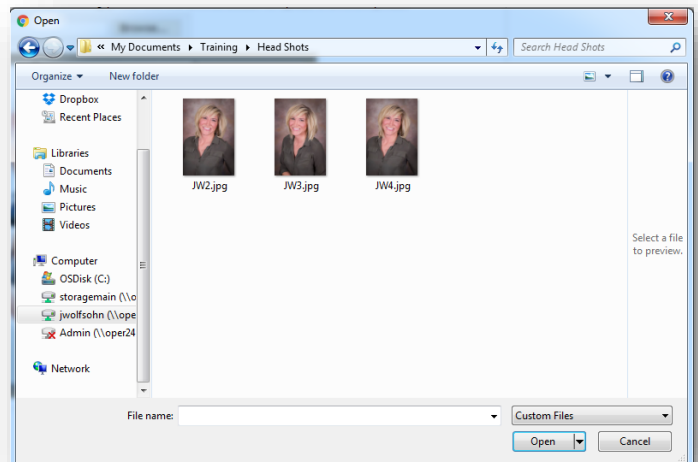 Open
« My Documents ▸ Training ▸ Head Shots
Search Head Shots
Organize
New folder
Dropbox
Recent Places
Libraries
Documents
Music
Pictures
Videos
Computer
OSDisk (C:)
storagemain (\\o
jwolfsohn (\\ope
Admin (\\oper24
Network
JW2.jpg
JW3.jpg
JW4.jpg
Select a file
to preview.
File name:
Custom Files
Open
Cancel